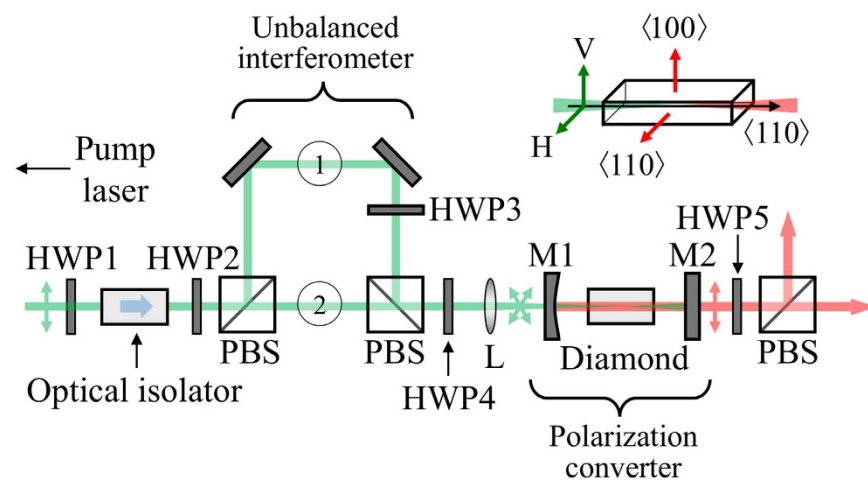 Unbalanced
interferometer
V
H
⟨100⟩
⟨110⟩
⟨110⟩
Pump
laser
1
HWP3
HWP5
HWP1
HWP2
M1
M2
2
PBS
PBS
L
Diamond
PBS
Optical isolator
HWP4
Polarization
converter